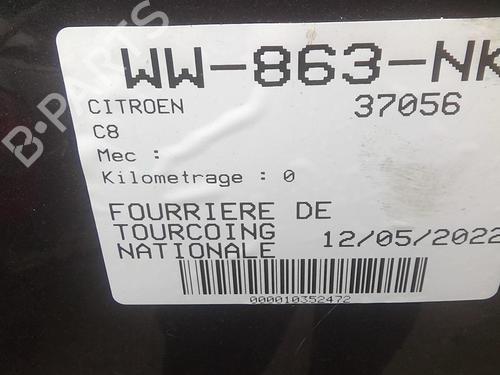 WW-863-NK
CITROEN 37056
C8
Mec :
Kilometrage : 0
FOURRIERE DE
TOURCOING
NATIONALE 12/05/2022
000010352472
B-PARTS